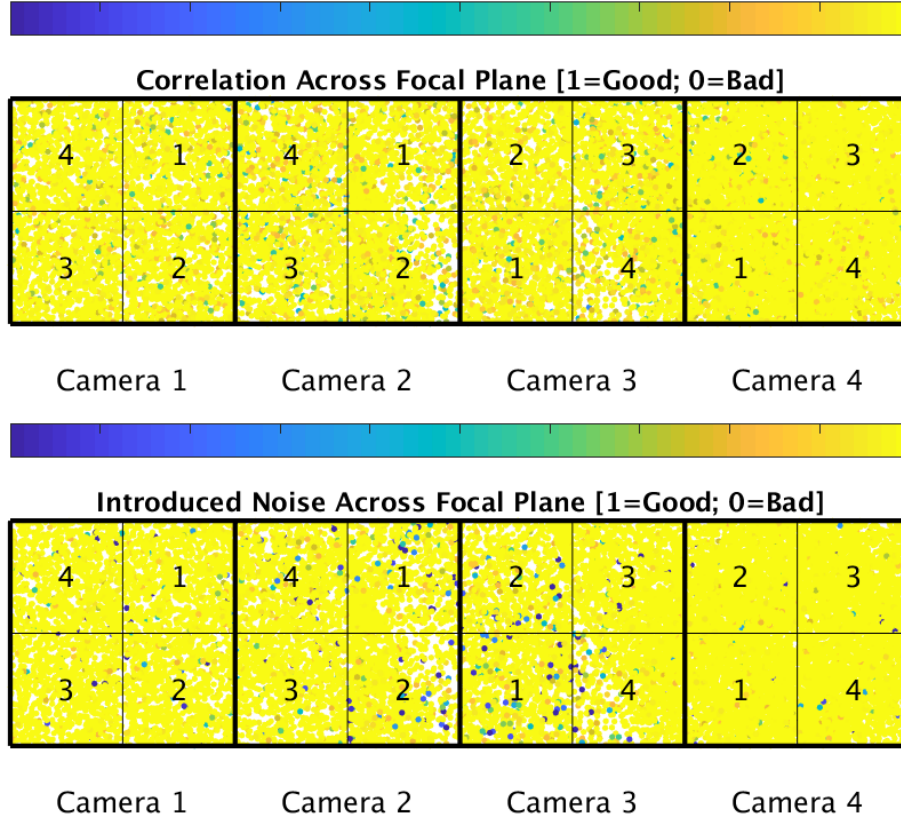 Correlation Across Focal Plane [1=Good; 0=Bad]
4 1 4 1 2 3 2 3
3 2 3 2 1 4 1 4
Camera 1 Camera 2 Camera 3 Camera 4
Introduced Noise Across Focal Plane [1=Good; 0=Bad]
4 1 4 1 2 3 2 3
3 2 3 2 1 4 1 4
Camera 1 Camera 2 Camera 3 Camera 4